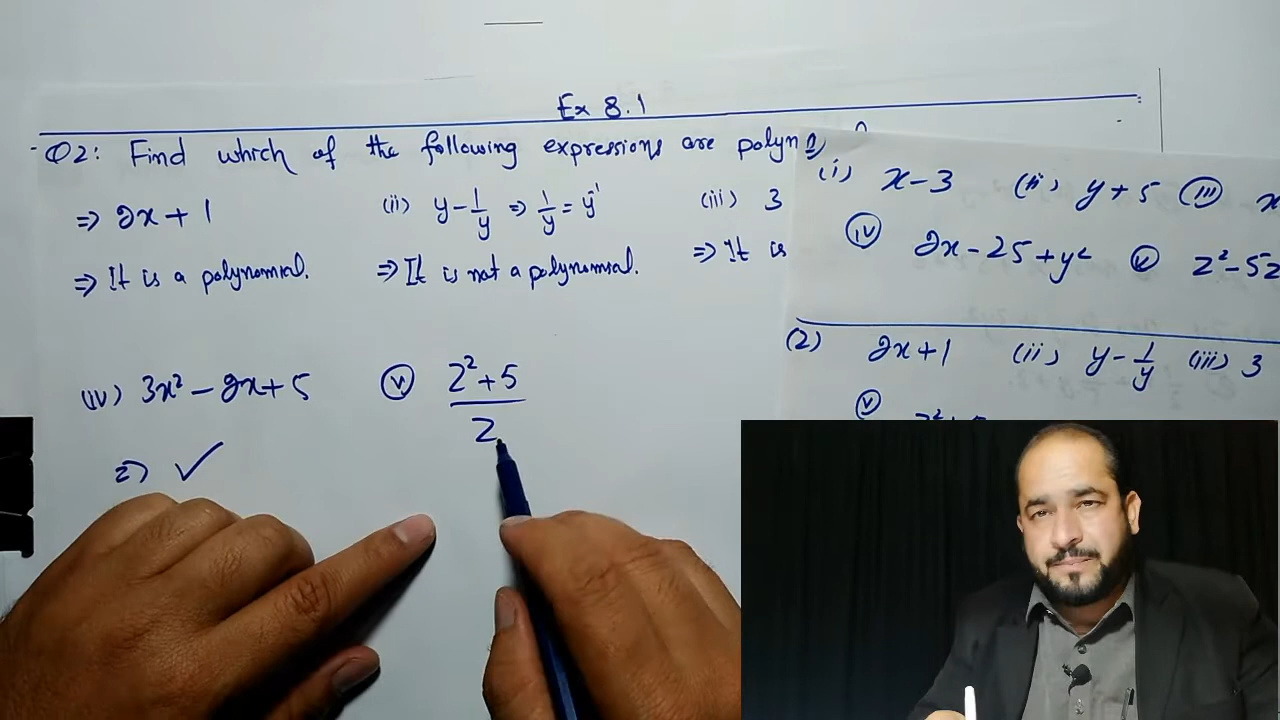 Ex 8.1
Q2: Find which of the following expressions are polyn
⇒ 2x + 1
(ii) y - 1/y ⇒ 1/y = y⁻¹
(iii) 3
⇒ It is a polynomial.
⇒ It is not a polynomial.
⇒ It is
(iv) 3x² - 2x + 5
(v) z² + 5 / z
⇒ ✓
(i) x - 3 (ii) y + 5 (iii) x
(iv) 2x - 25 + y² (v) z² - 5z
(2) 2x + 1 (ii) y - 1/y (iii) 3
(v)